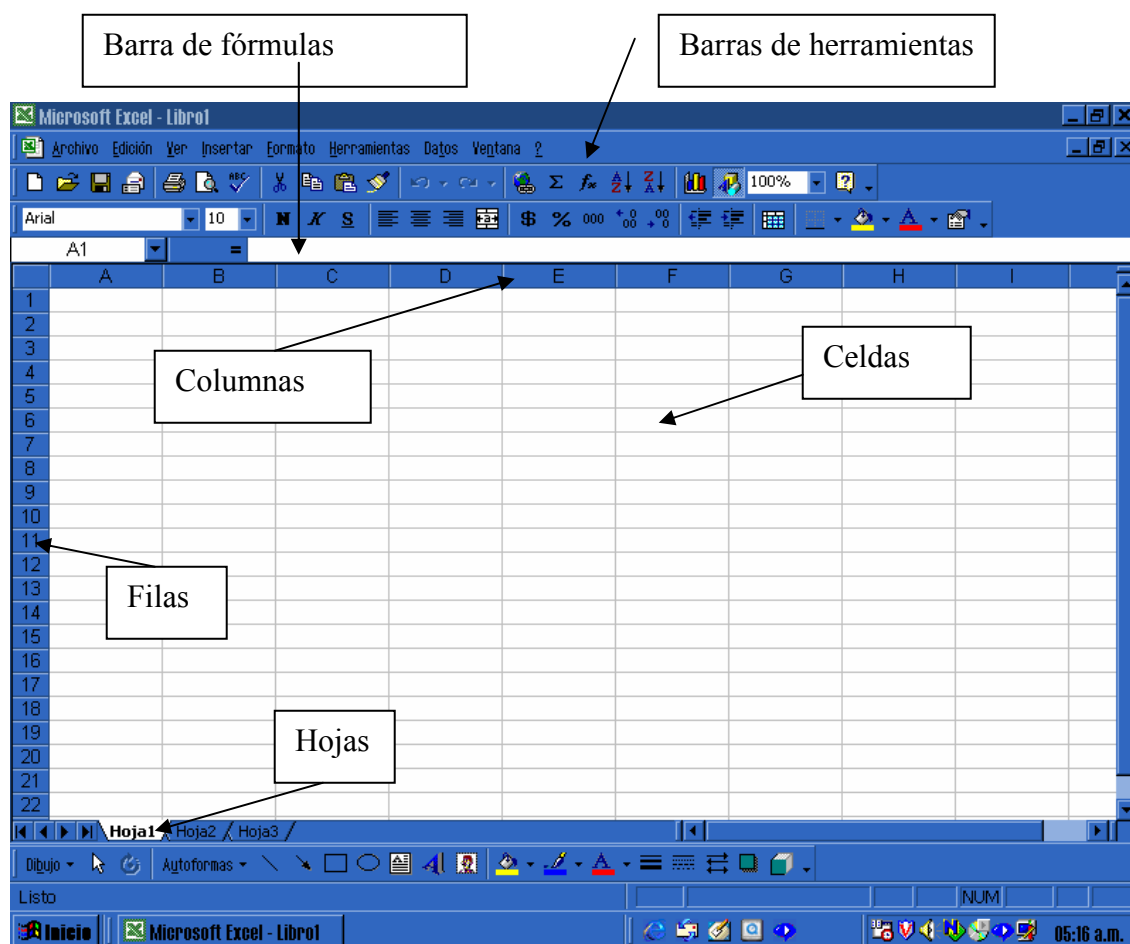 Barra de fórmulas
Barras de herramientas
Microsoft Excel - Libro1
Archivo Edición Ver Insertar Formato Herramientas Datos Ventana ?
ABC Σ fx A Z Z A 100% ?
Arial 10 N K S $ % 000
A1 =
A B C D E F G H I
1
2
3
Columnas
Celdas
4
5
6
7
8
9
10
11
12
Filas
13
14
15
16
17
18
Hojas
19
20
21
22
Hoja1 Hoja2 Hoja3
Dibujo Autoformas
Listo NUM
Inicio Microsoft Excel - Libro1 05:16 a.m.